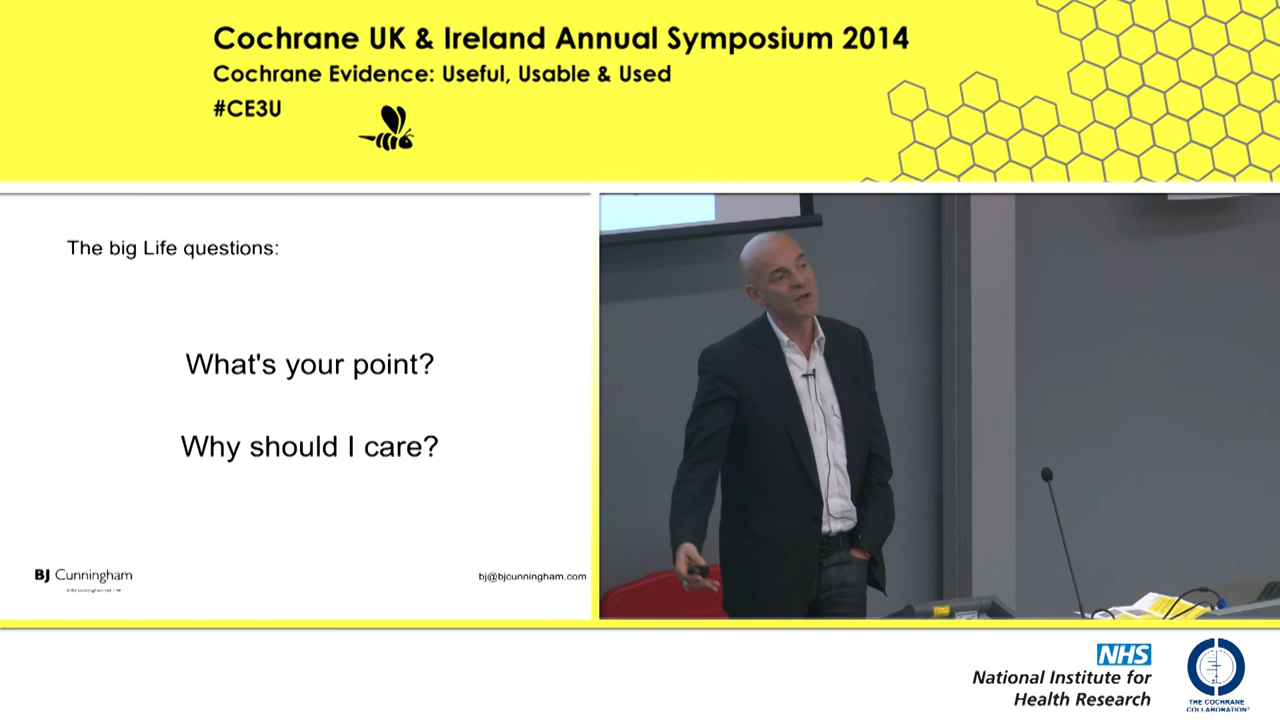 Cochrane UK & Ireland Annual Symposium 2014
Cochrane Evidence: Useful, Usable & Used
#CE3U
The big Life questions:
What's your point?
Why should I care?
BJ Cunningham
bj@bjcunningham.com
NHS
National Institute for
Health Research
THE COCHRANE
COLLABORATION®